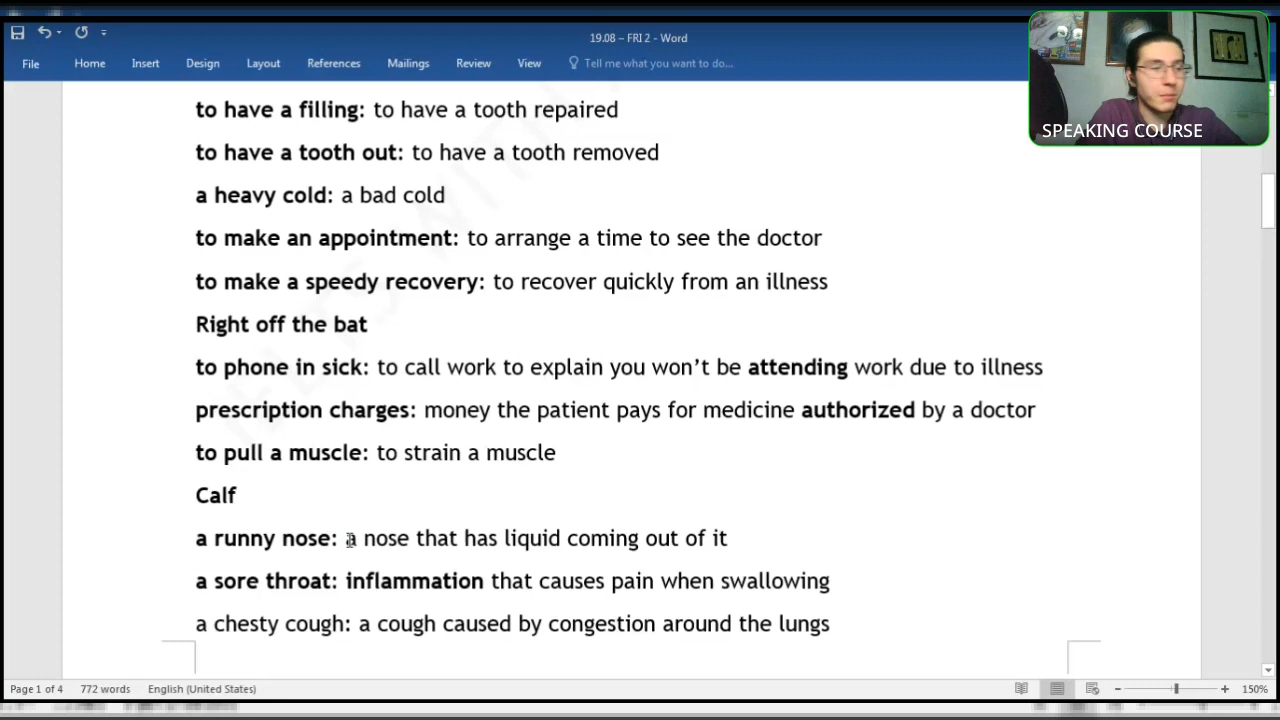 19.08 – FRI 2 - Word
File Home Insert Design Layout References Mailings Review View Tell me what you want to do...
SPEAKING COURSE
to have a filling: to have a tooth repaired
to have a tooth out: to have a tooth removed
a heavy cold: a bad cold
to make an appointment: to arrange a time to see the doctor
to make a speedy recovery: to recover quickly from an illness
Right off the bat
to phone in sick: to call work to explain you won’t be attending work due to illness
prescription charges: money the patient pays for medicine authorized by a doctor
to pull a muscle: to strain a muscle
Calf
a runny nose: a nose that has liquid coming out of it
a sore throat: inflammation that causes pain when swallowing
a chesty cough: a cough caused by congestion around the lungs
Page 1 of 4 772 words English (United States) 150%